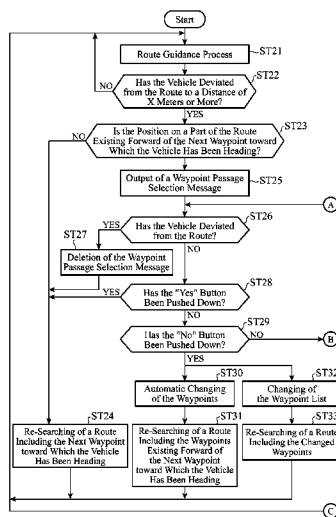 Start
Route Guidance Process
ST21
ST22
Has the Vehicle Deviated
from the Route to a Distance of
X Meters or More?
NO
YES
ST23
NO
Is the Position on a Part of the Route
Existing Forward of the Next Waypoint toward
Which the Vehicle Has Been Heading?
YES
ST25
Output of a Waypoint Passage
Selection Message
A
ST26
ST27
YES
Has the Vehicle Deviated
from the Route?
Deletion of the Waypoint
Passage Selection Message
NO
ST28
YES
Has the "Yes" Button
Been Pushed Down?
NO
ST29
Has the "No" Button
Been Pushed Down?
NO
B
YES
ST30
ST32
Automatic Changing
of the Waypoints
Changing of
the Waypoint List
ST24
ST31
ST33
Re-Searching of a Route
Including the Next Waypoint
toward Which the Vehicle
Has Been Heading
Re-Searching of a Route
Including the Waypoints
Existing Forward of
the Next Waypoint
toward Which the Vehicle
Has Been Heading
Re-Searching of a Route
Including the Changed
Waypoints
C